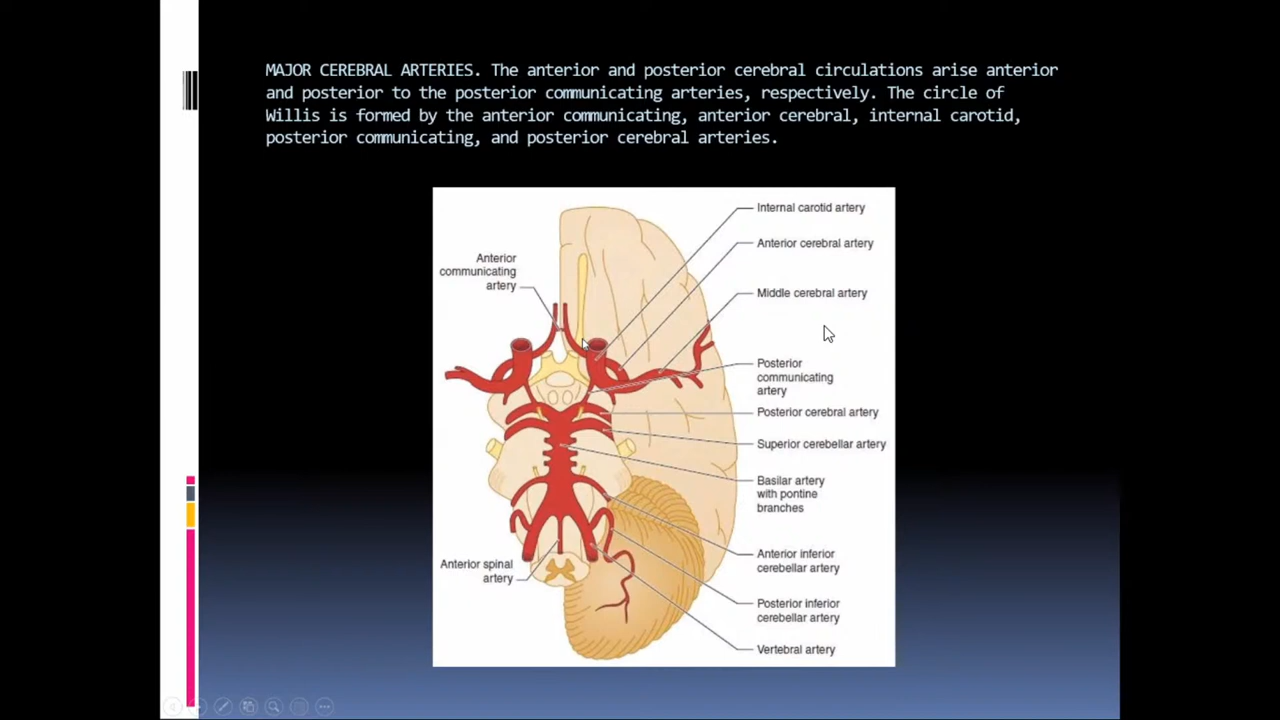 MAJOR CEREBRAL ARTERIES. The anterior and posterior cerebral circulations arise anterior
and posterior to the posterior communicating arteries, respectively. The circle of
Willis is formed by the anterior communicating, anterior cerebral, internal carotid,
posterior communicating, and posterior cerebral arteries.
Internal carotid artery
Anterior cerebral artery
Anterior
communicating
artery
Middle cerebral artery
Posterior
communicating
artery
Posterior cerebral artery
Superior cerebellar artery
Basilar artery
with pontine
branches
Anterior inferior
cerebellar artery
Anterior spinal
artery
Posterior inferior
cerebellar artery
Vertebral artery